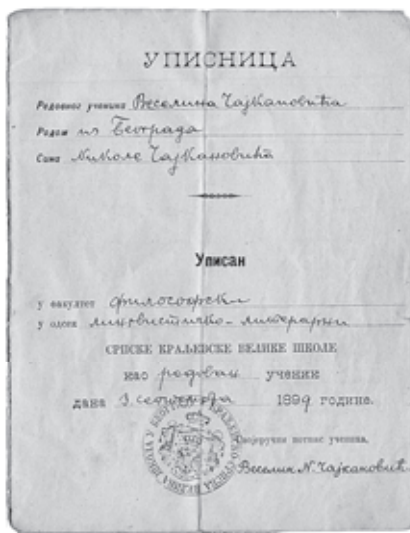 УПИСНИЦА
Редовног ученика Веселина Чајкановића
Родом из Београда
Сина Николе Чајкановића
Уписан
у факултет филозофски
у одсек лингвистичко-литерарни
СРПСКЕ КРАЉЕВСКЕ ВЕЛИКЕ ШКОЛЕ
као редован ученик
дана 3. септембра 1899 године.
Својеручни потпис ученика,
Веселин Н. Чајкановић